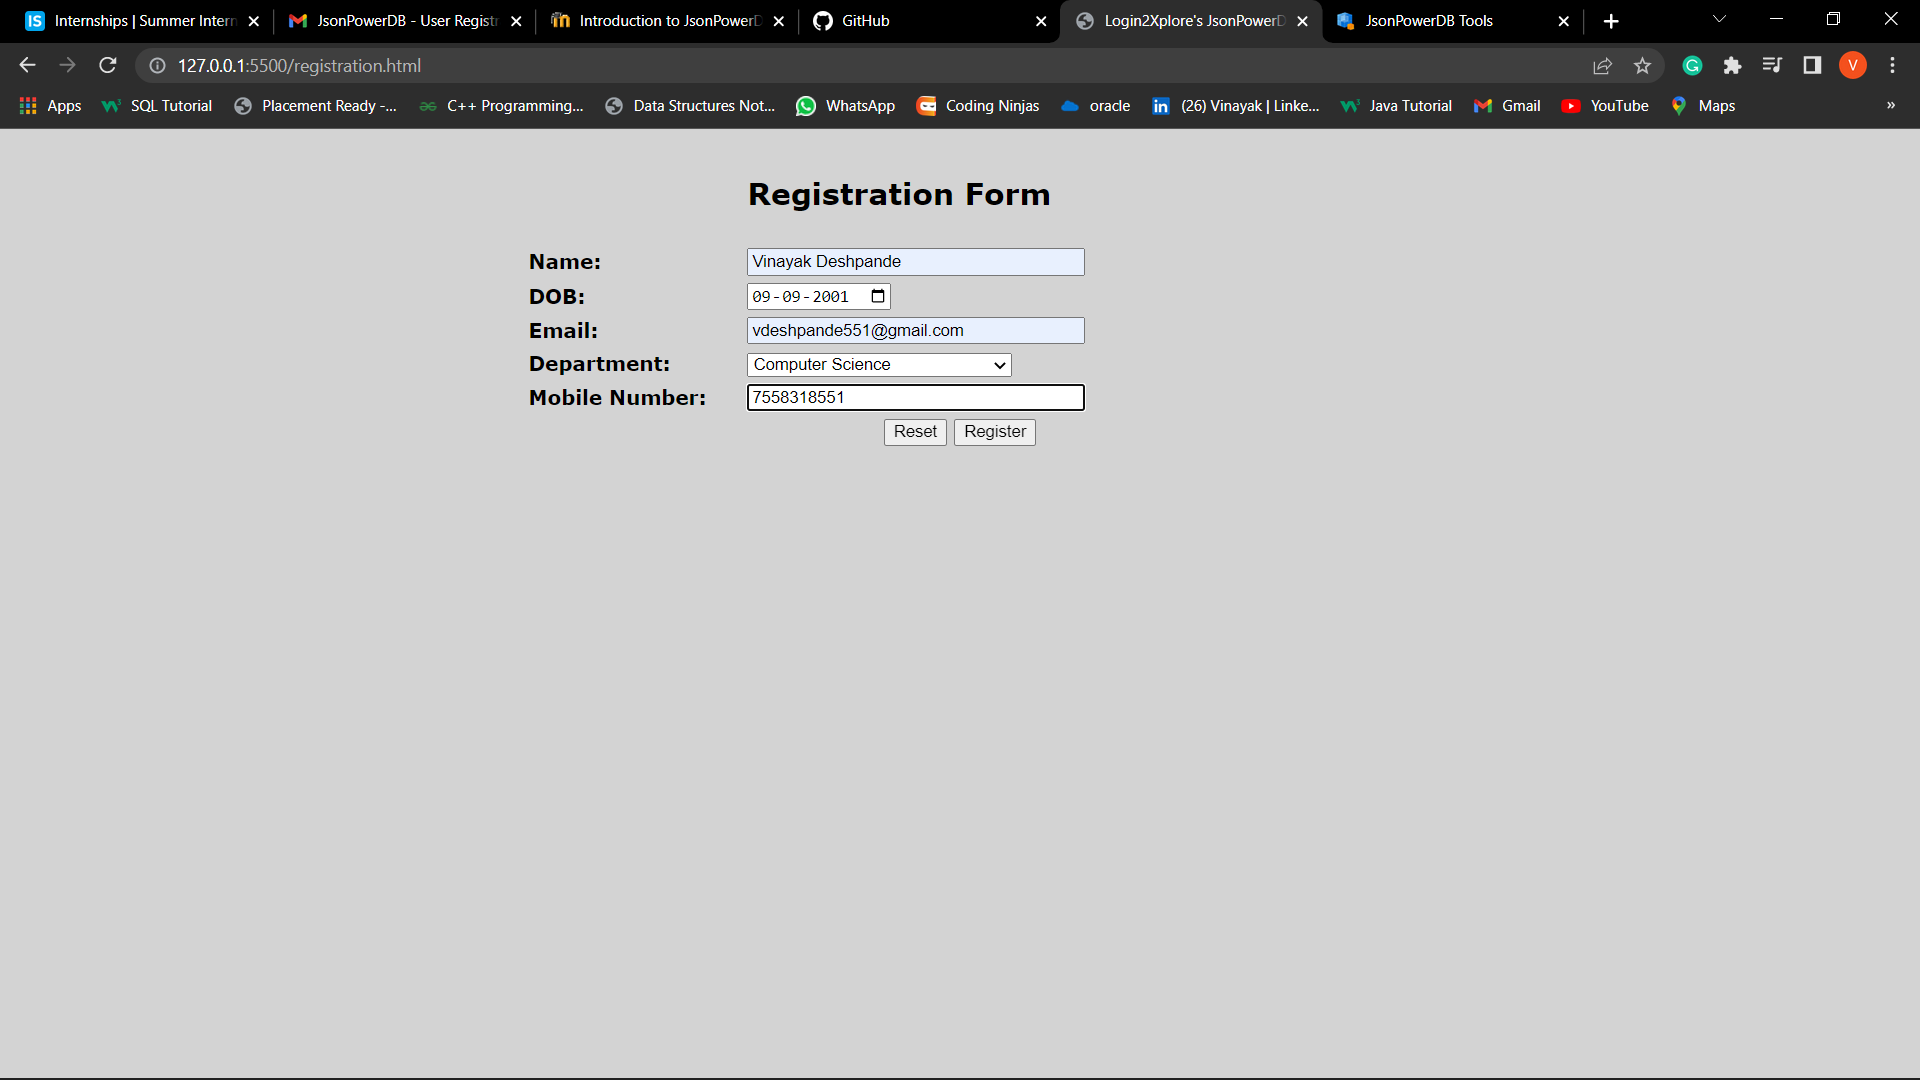 IS Internships | Summer Intern JsonPowerDB - User Registr Introduction to JsonPowerD GitHub Login2Xplore's JsonPowerD JsonPowerDB Tools
127.0.0.1:5500/registration.html V
Apps SQL Tutorial Placement Ready -... C++ Programming... Data Structures Not... WhatsApp Coding Ninjas oracle (26) Vinayak | Linke... Java Tutorial Gmail YouTube Maps »
Registration Form
Name: Vinayak Deshpande
DOB: 09-09-2001
Email: vdeshpande551@gmail.com
Department: Computer Science
Mobile Number: 7558318551
Reset Register